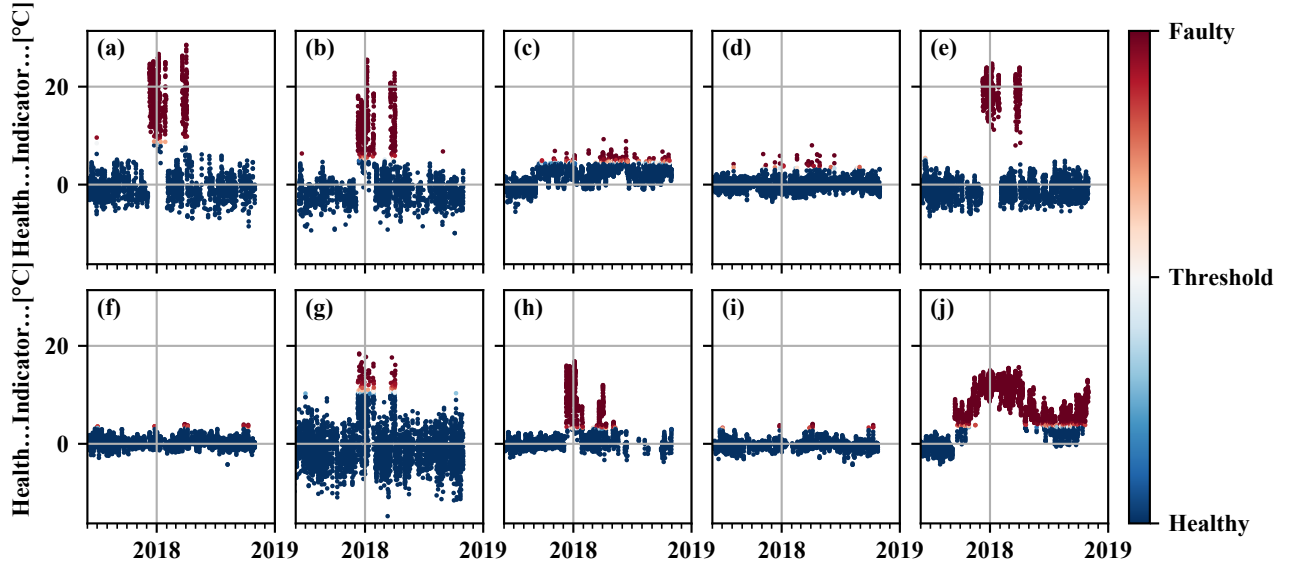 Health…Indicator…[°C]
(a)
(b)
(c)
(d)
(e)
20
0
Faulty
Threshold
Healthy
Health…Indicator…[°C]
(f)
(g)
(h)
(i)
(j)
20
0
2018
2019
2018
2019
2018
2019
2018
2019
2018
2019